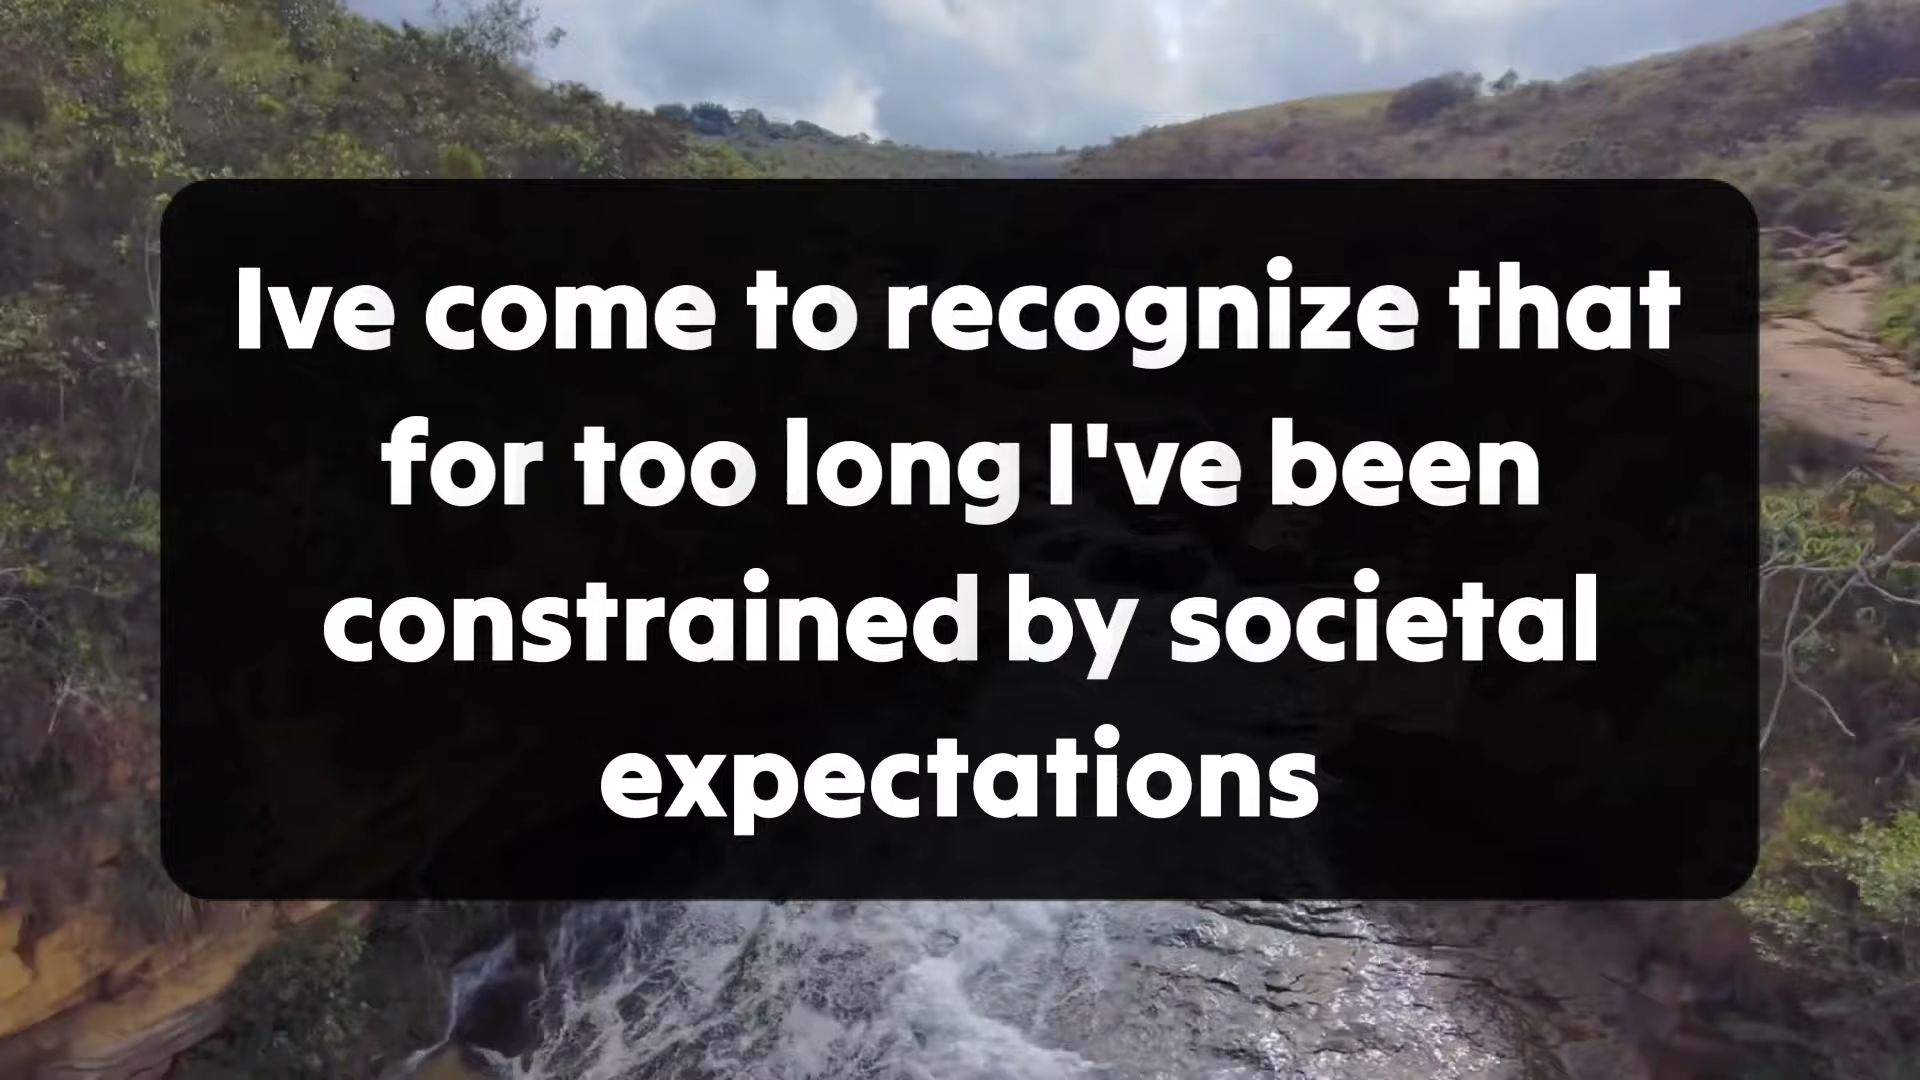 Ive come to recognize that
for too long I've been
constrained by societal
expectations